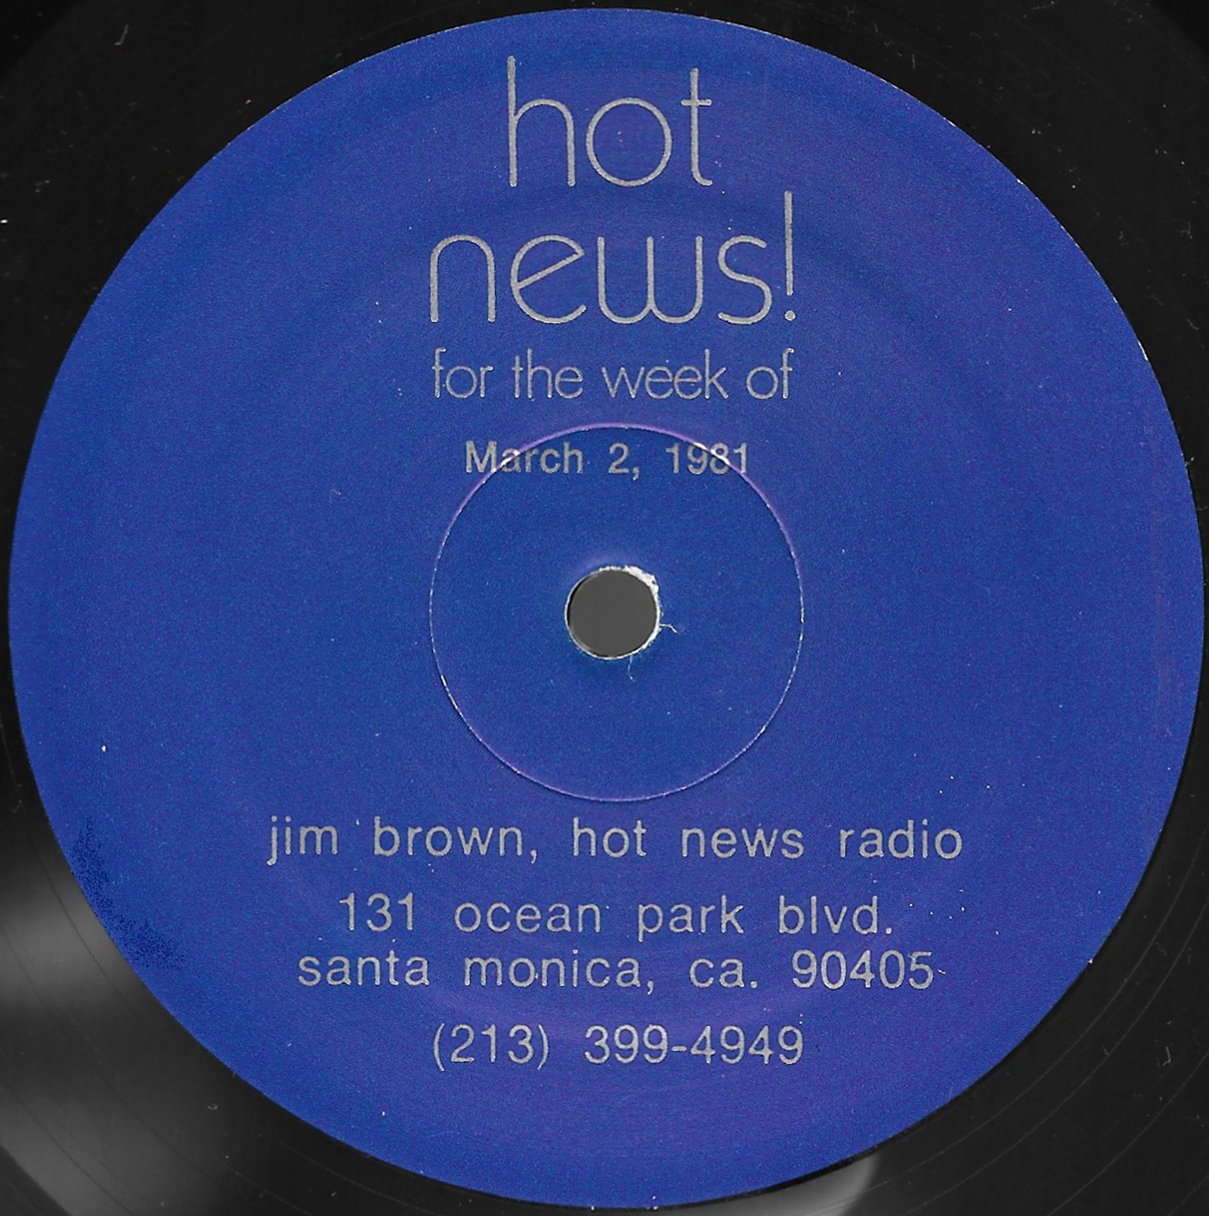 hot
news!
for the week of
March 2, 1981
jim brown, hot news radio
131 ocean park blvd.
santa monica, ca. 90405
(213) 399-4949